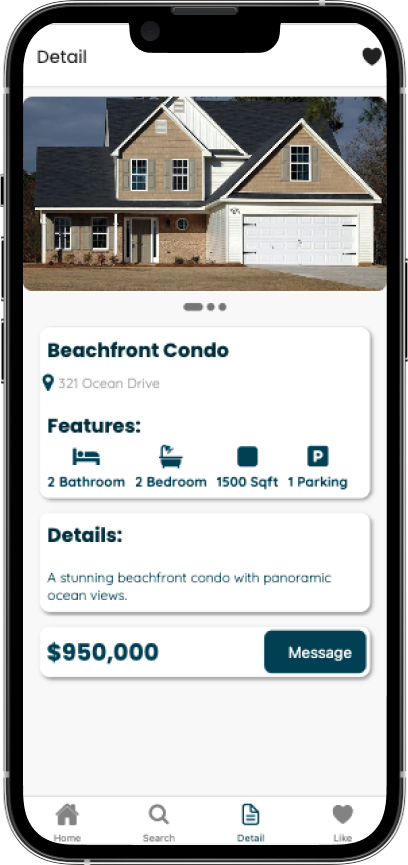 Detail
Beachfront Condo
321 Ocean Drive
Features:
2 Bathroom 2 Bedroom 1500 Sqft 1 Parking
Details:
A stunning beachfront condo with panoramic
ocean views.
$950,000 Message
Home Search Detail Like